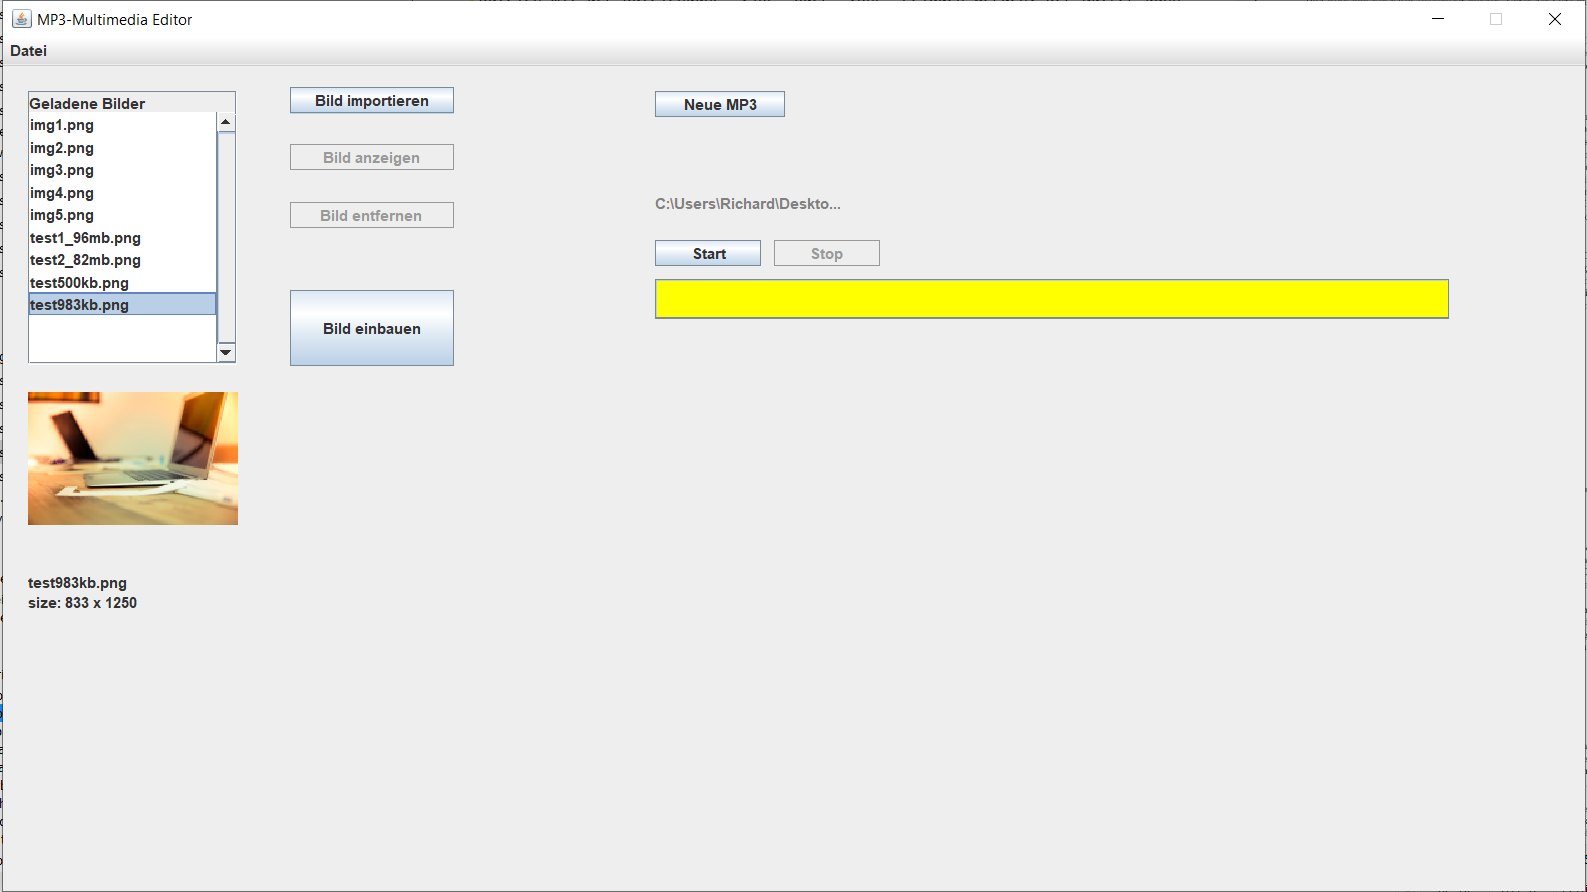 MP3-Multimedia Editor
Datei
Geladene Bilder
img1.png
img2.png
img3.png
img4.png
img5.png
test1_96mb.png
test2_82mb.png
test500kb.png
test983kb.png
Bild importieren
Bild anzeigen
Bild entfernen
Bild einbauen
Neue MP3
C:\Users\Richard\Deskto...
Start Stop
test983kb.png
size: 833 x 1250